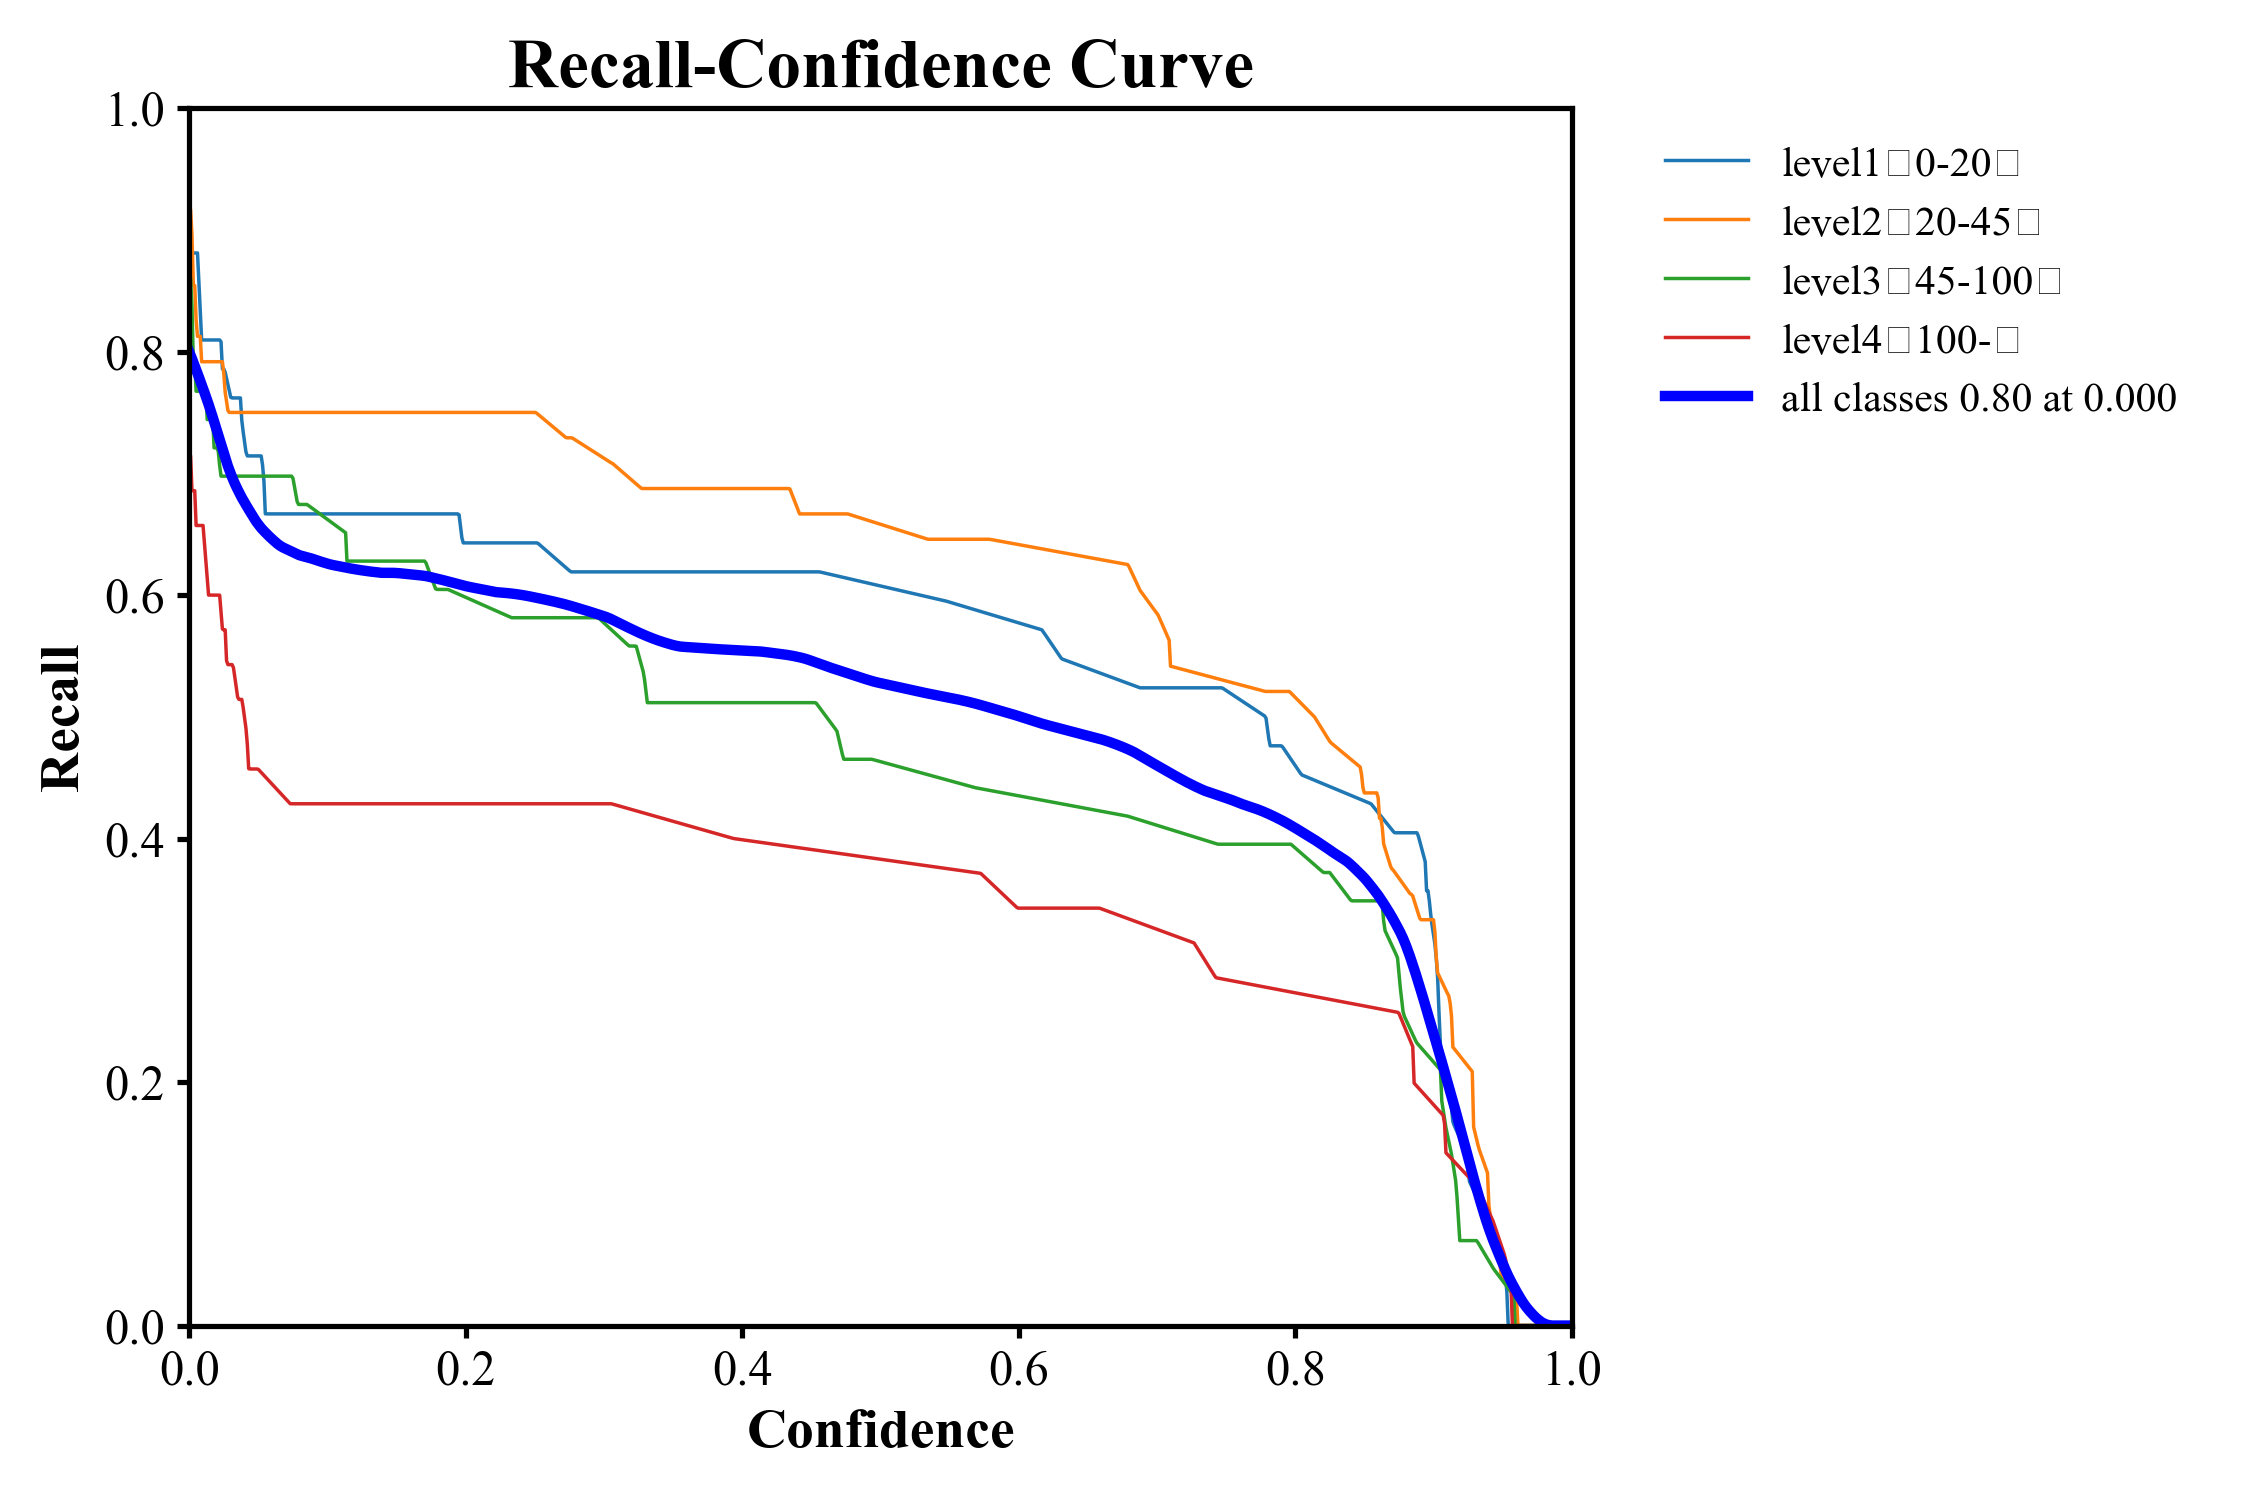 Recall-Confidence Curve
1.0
0.8
0.6
0.4
0.2
0.0
Recall
0.0 0.2 0.4 0.6 0.8 1.0
Confidence
level1□0-20□
level2□20-45□
level3□45-100□
level4□100-□
all classes 0.80 at 0.000